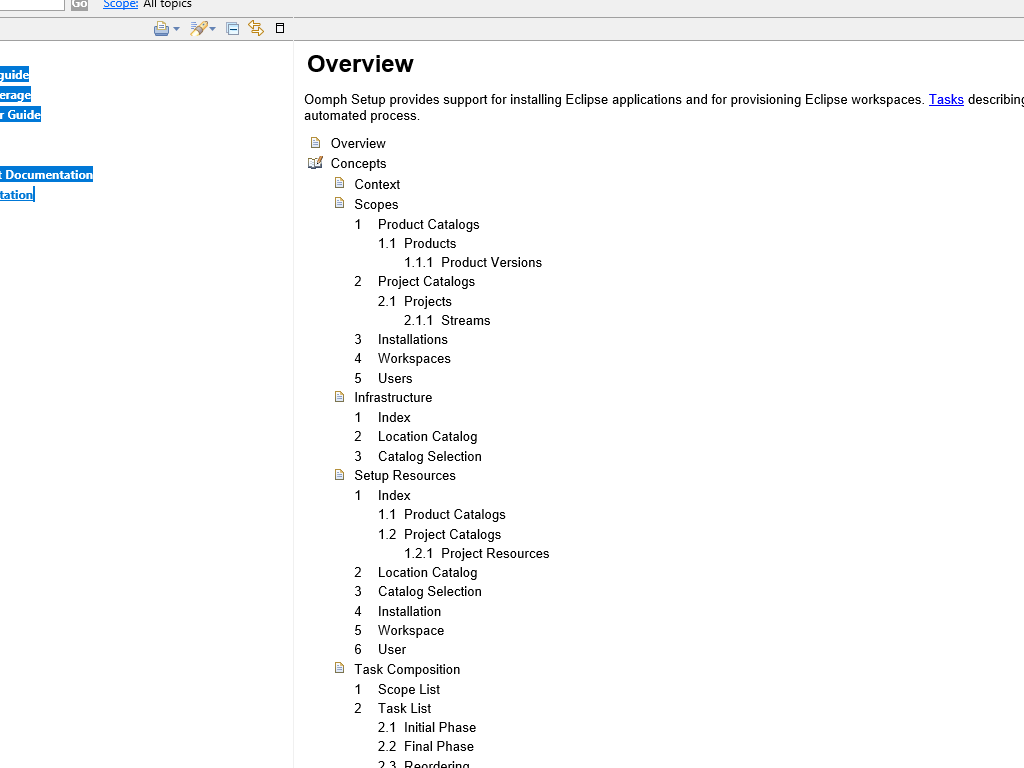 Go Scope: All topics
guide
erage
r Guide
t Documentation
tation
Overview
Oomph Setup provides support for installing Eclipse applications and for provisioning Eclipse workspaces. Tasks describing
automated process.
Overview
Concepts
Context
Scopes
1 Product Catalogs
1.1 Products
1.1.1 Product Versions
2 Project Catalogs
2.1 Projects
2.1.1 Streams
3 Installations
4 Workspaces
5 Users
Infrastructure
1 Index
2 Location Catalog
3 Catalog Selection
Setup Resources
1 Index
1.1 Product Catalogs
1.2 Project Catalogs
1.2.1 Project Resources
2 Location Catalog
3 Catalog Selection
4 Installation
5 Workspace
6 User
Task Composition
1 Scope List
2 Task List
2.1 Initial Phase
2.2 Final Phase
2.3 Reordering